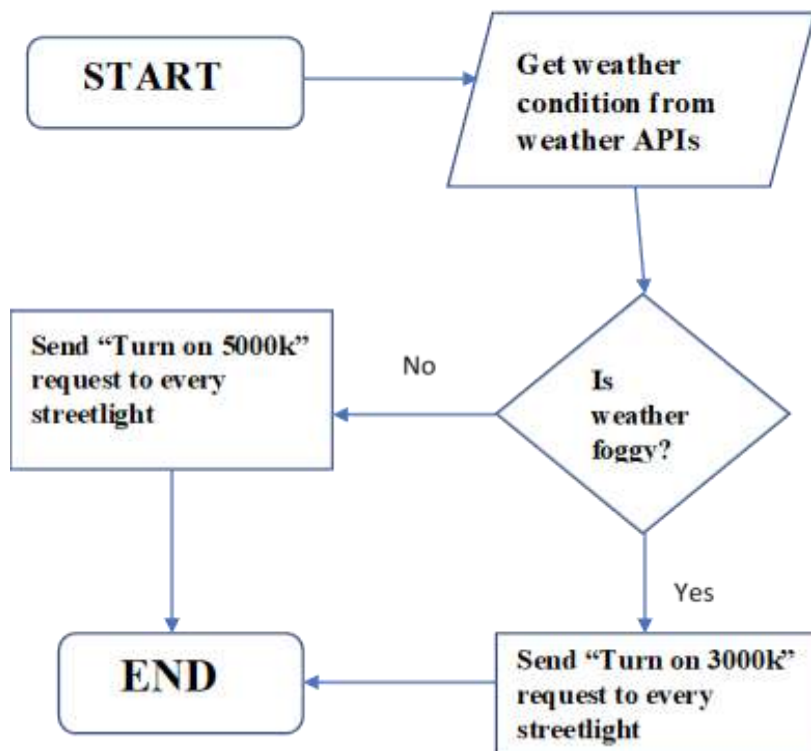 START
Get weather
condition from
weather APIs
Send “Turn on 5000k”
request to every
streetlight
No
Is
weather
foggy?
Yes
END
Send “Turn on 3000k”
request to every
streetlight